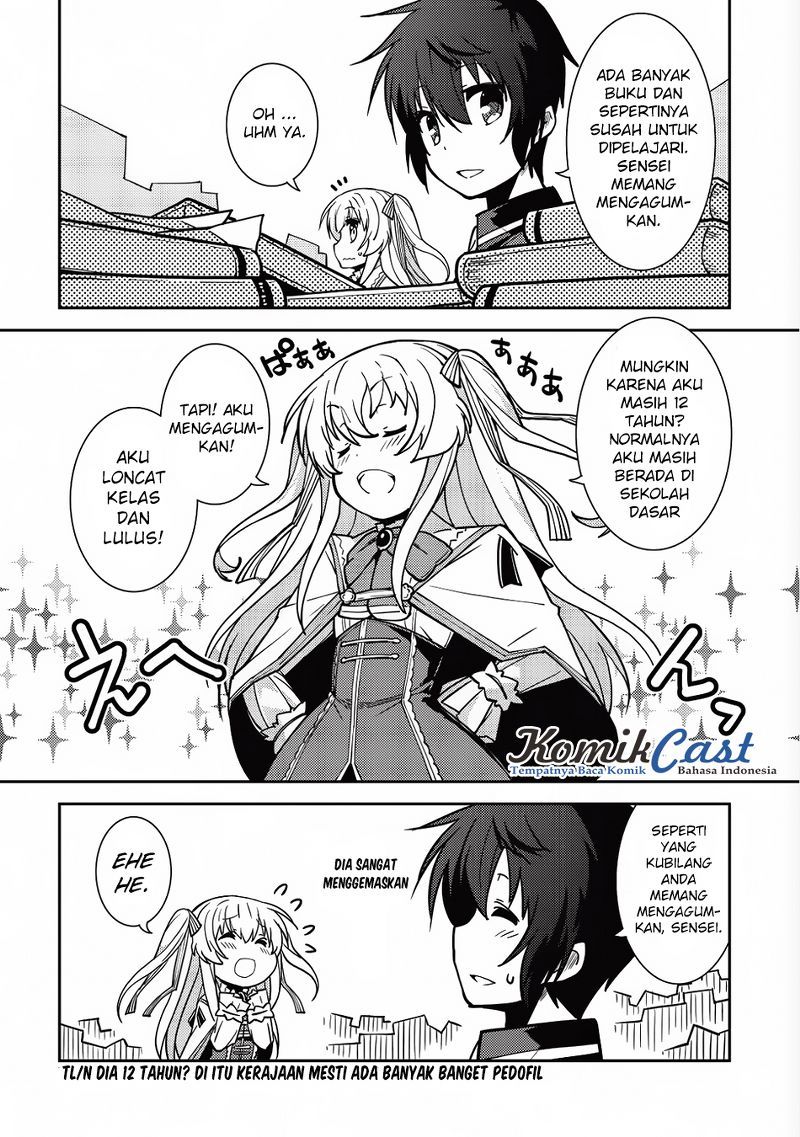 ADA BANYAK
BUKU DAN
SEPERTINYA
SUSAH UNTUK
DIPELAJARI.
SENSEI
MEMANG
MENGAGUM-
KAN.
OH ...
UHM YA.
MUNGKIN
KARENA AKU
MASIH 12
TAHUN?
NORMALNYA
AKU MASIH
BERADA DI
SEKOLAH
DASAR
あぁぁ
ぱぁぁ
TAPI! AKU
MENGAGUM-
KAN!
AKU
LONCAT
KELAS
DAN
LULUS!
えへ
んっ
KomikCast
Tempatnya Baca Komik Bahasa Indonesia
SEPERTI
YANG
KUBILANG
ANDA
MEMANG
MENGAGUM-
KAN, SENSEI.
DIA SANGAT
MENGGEMASKAN
EHE
HE.
TL/N DIA 12 TAHUN? DI ITU KERAJAAN MESTI ADA BANYAK BANGET PEDOFIL